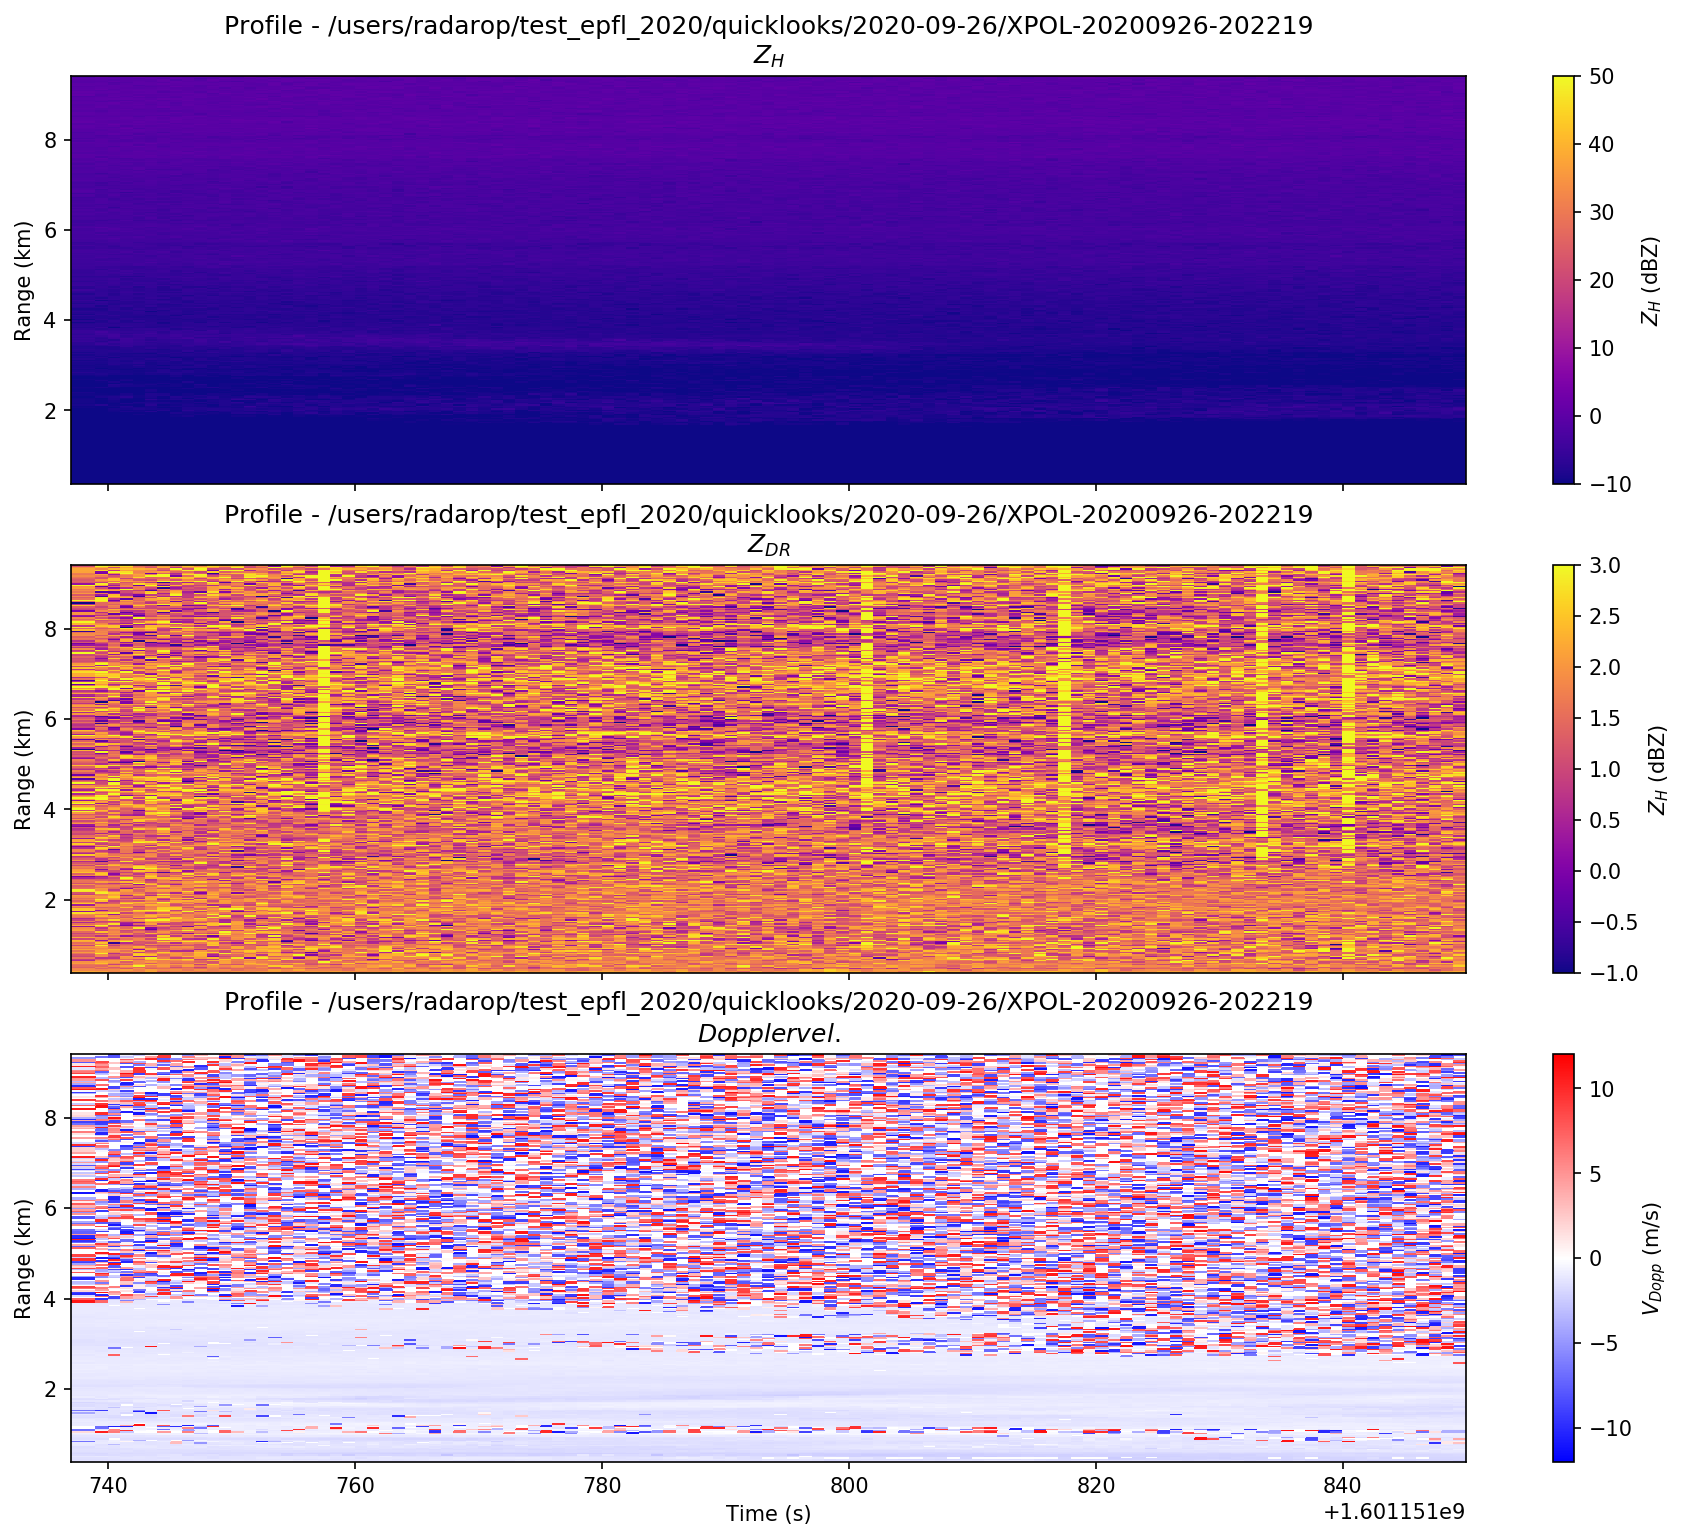 Profile - /users/radarop/test_epfl_2020/quicklooks/2020-09-26/XPOL-20200926-202219
Z_H
50
40
30
20
10
0
−10
Z_H (dBZ)
8
6
4
2
Range (km)
Profile - /users/radarop/test_epfl_2020/quicklooks/2020-09-26/XPOL-20200926-202219
Z_DR
3.0
2.5
2.0
1.5
1.0
0.5
0.0
−0.5
−1.0
Z_H (dBZ)
8
6
4
2
Range (km)
Profile - /users/radarop/test_epfl_2020/quicklooks/2020-09-26/XPOL-20200926-202219
Dopplervel.
10
5
0
−5
−10
V_Dopp (m/s)
8
6
4
2
Range (km)
740 760 780 800 820 840
Time (s)
+1.601151e9